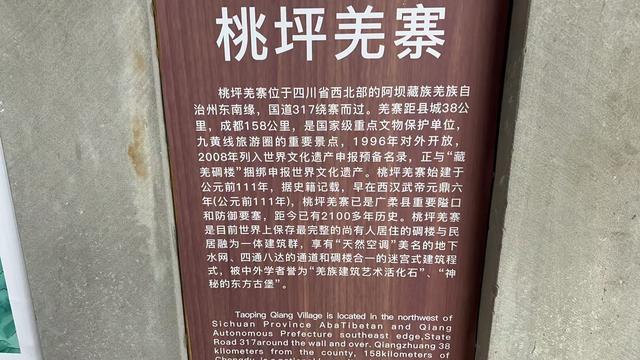 桃坪羌寨
桃坪羌寨位于四川省西北部的阿坝藏族羌族自
治州东南缘，国道317绕寨而过。羌寨距县城38公
里，成都158公里，是国家级重点文物保护单位，
九黄线旅游圈的重要景点，1996年对外开放，
2008年列入世界文化遗产申报预备名录，正与“藏
羌碉楼”捆绑申报世界文化遗产。桃坪羌寨始建于
公元前111年，据史籍记载，早在西汉武帝元鼎六
年(公元前111年)，桃坪羌寨已是广柔县重要隘口
和防御要塞，距今已有2100多年历史。桃坪羌寨
是目前世界上保存最完整的尚有人居住的碉楼与民
居融为一体建筑群，享有“天然空调”美名的地下
水网、四通八达的通道和碉楼合一的迷宫式建筑程
式，被中外学者誉为“羌族建筑艺术活化石”、“神
秘的东方古堡”。
Taoping Qiang Village is located in the northwest of
Sichuan Province AbaTibetan and Qiang
Autonomous Prefecture southeast edge,State
Road 317around the wall and over. Qiangzhuang 38
kilometers from the county, 158kilometers of